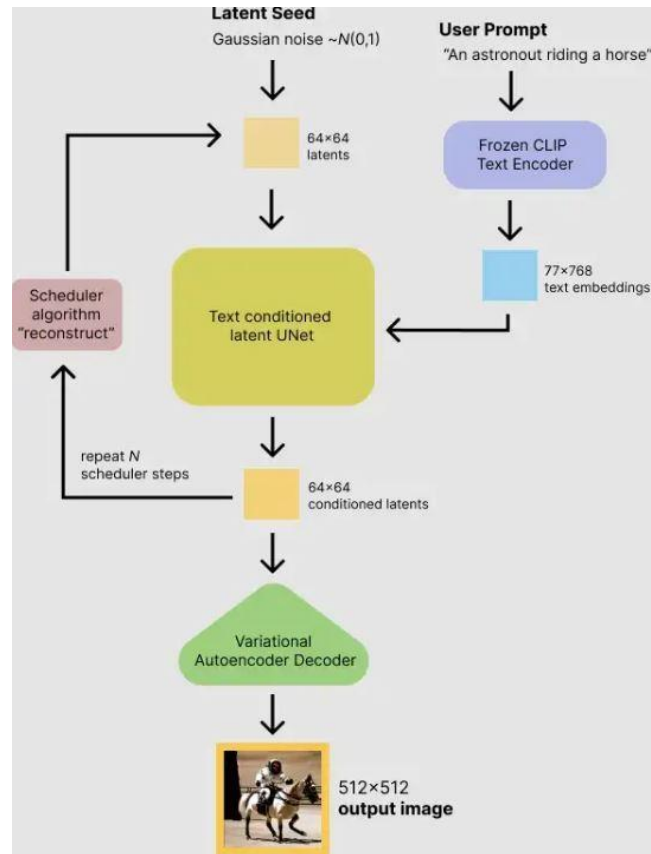 Latent Seed
Gaussian noise ~N(0,1)
User Prompt
“An astronout riding a horse”
64×64
latents
Frozen CLIP
Text Encoder
77×768
text embeddings
Scheduler
algorithm
“reconstruct”
Text conditioned
latent UNet
repeat N
scheduler steps
64×64
conditioned latents
Variational
Autoencoder Decoder
512×512
output image